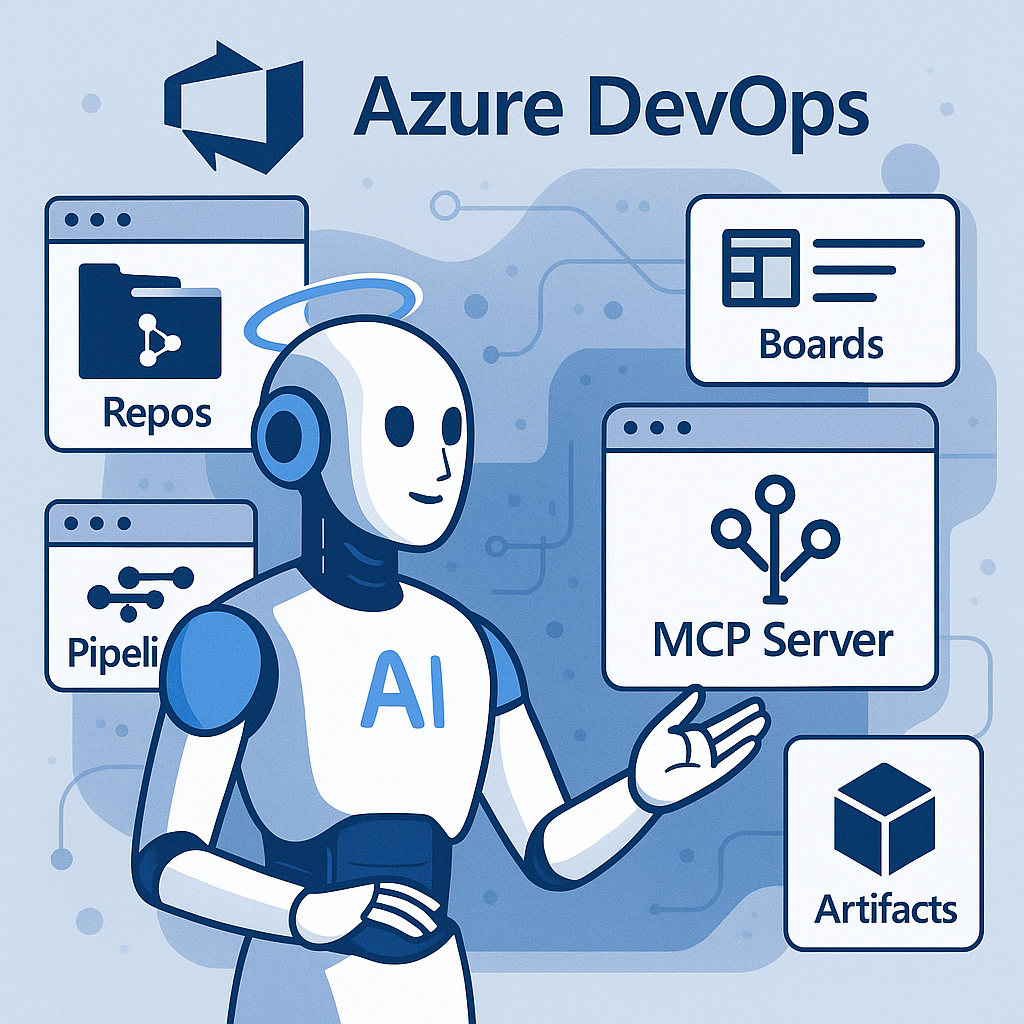 Azure DevOps
Repos
Boards
Pipeli
MCP Server
AI
Artifacts